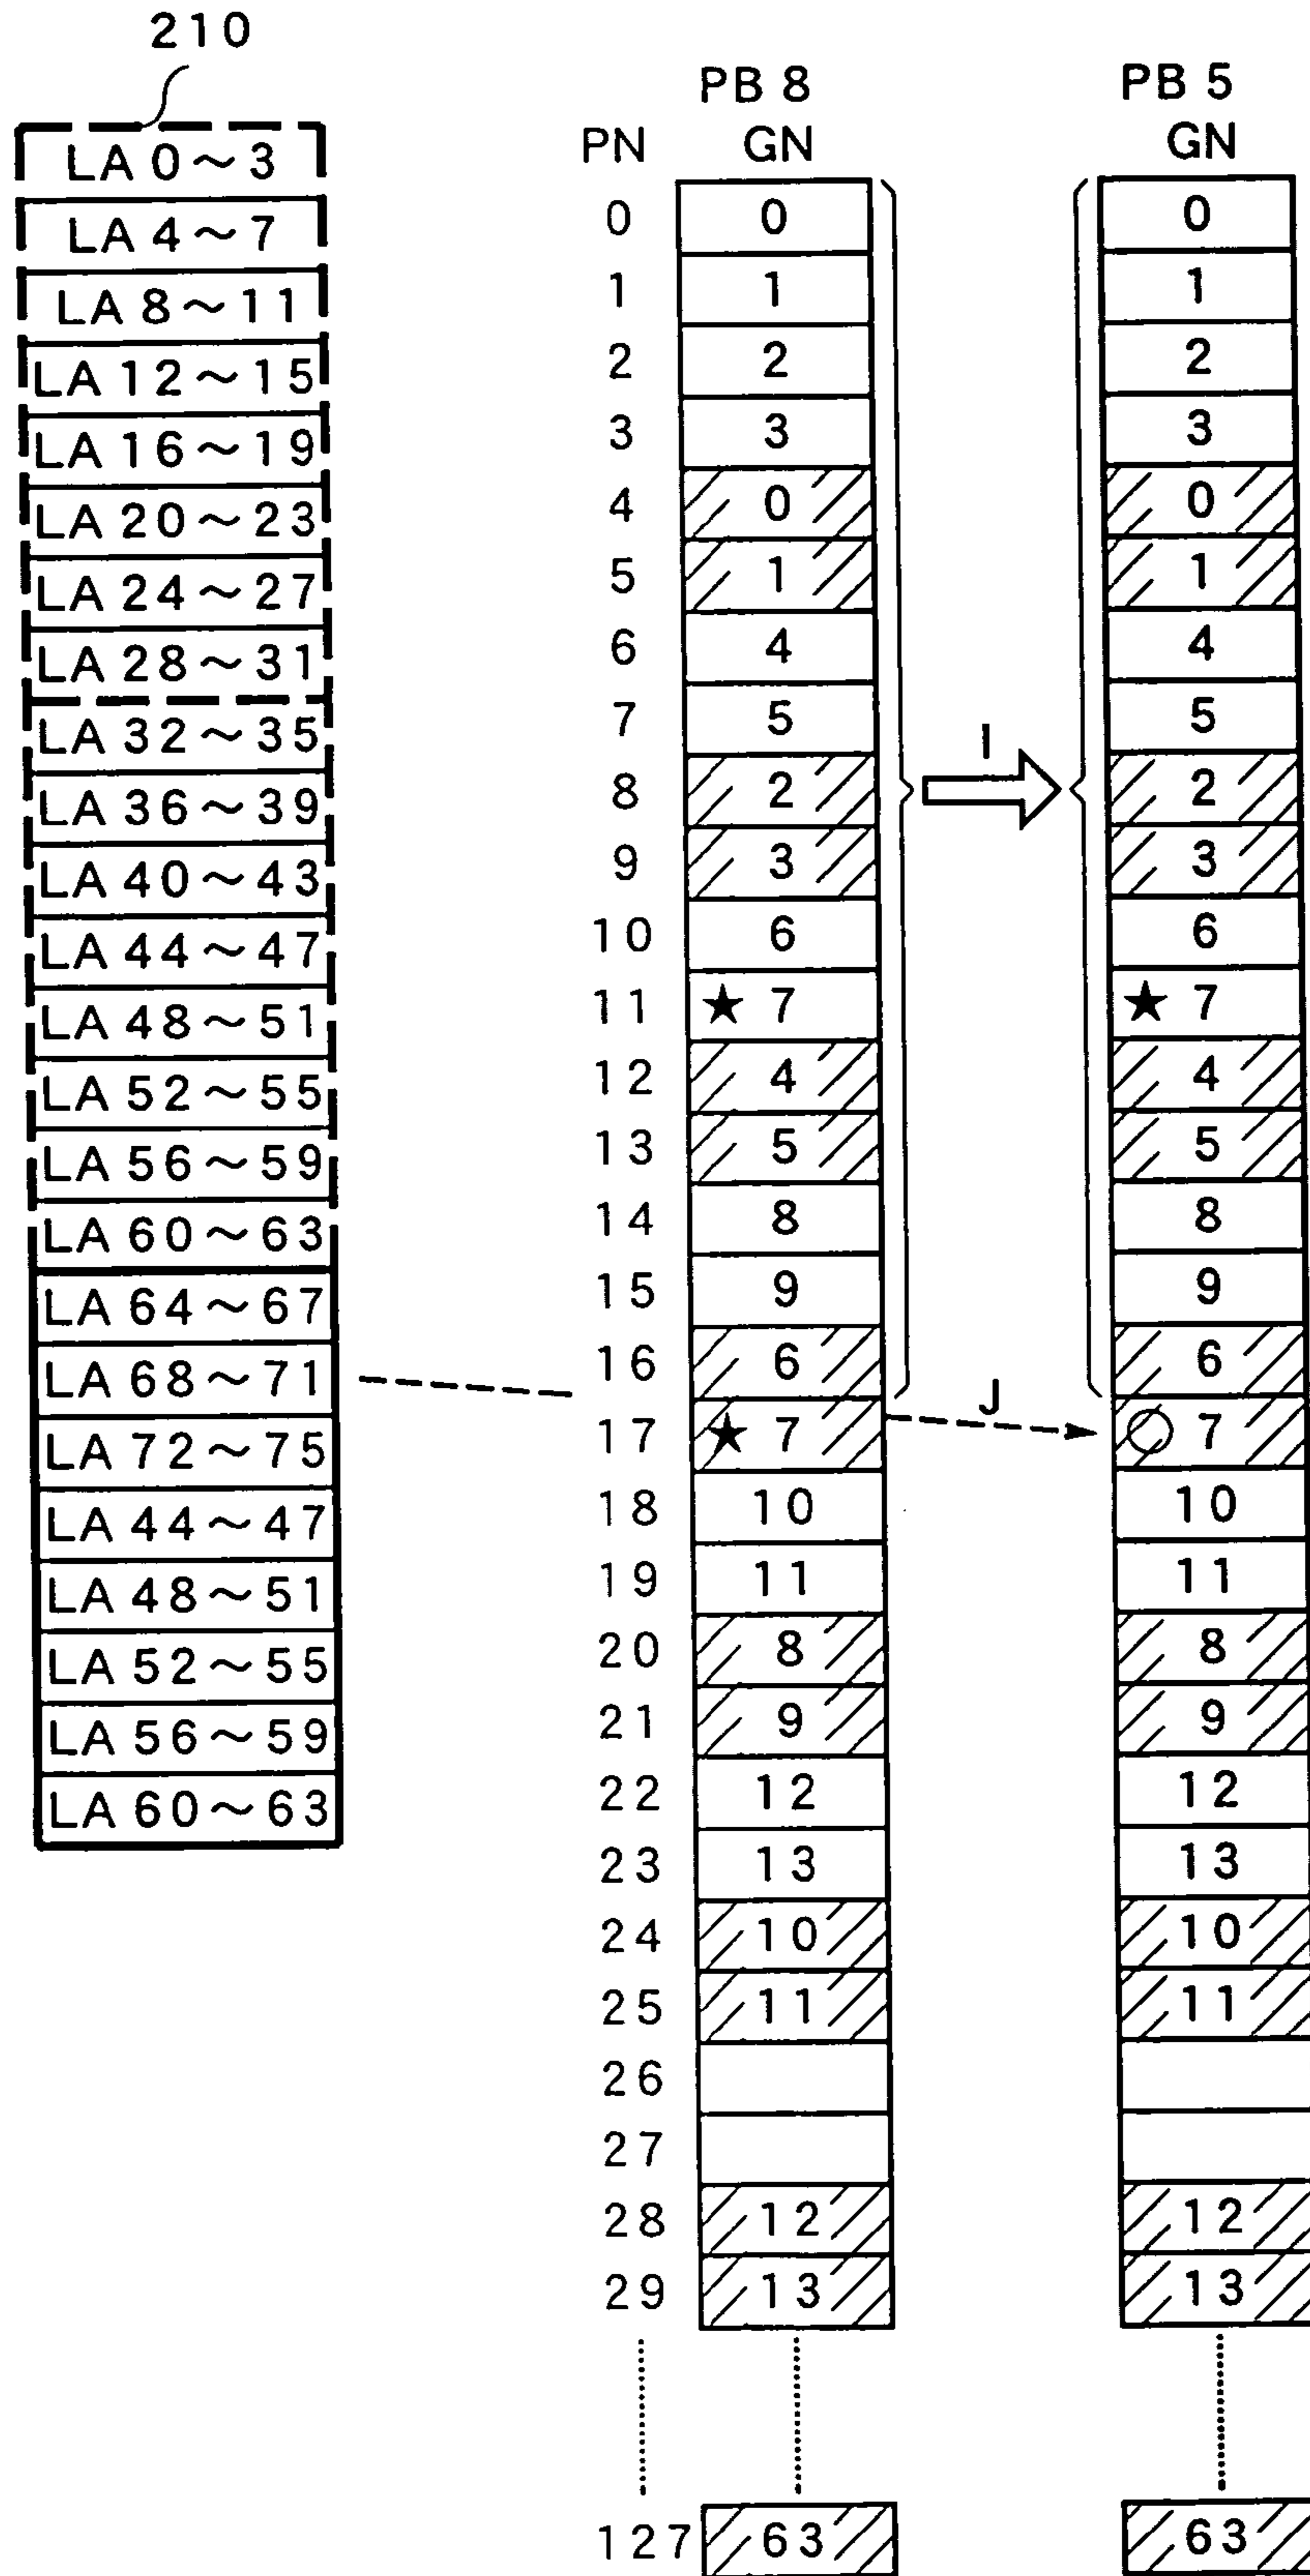 210
LA 0～3
LA 4～7
LA 8～11
LA 12～15
LA 16～19
LA 20～23
LA 24～27
LA 28～31
LA 32～35
LA 36～39
LA 40～43
LA 44～47
LA 48～51
LA 52～55
LA 56～59
LA 60～63
LA 64～67
LA 68～71
LA 72～75
LA 44～47
LA 48～51
LA 52～55
LA 56～59
LA 60～63
PB 8 PB 5
PN GN GN
0 0 0
1 1 1
2 2 2
3 3 3
4 0 0
5 1 1
6 4 4
7 5 5
I
8 2 2
9 3 3
10 6 6
11 ★ 7 ★ 7
12 4 4
13 5 5
14 8 8
15 9 9
16 6 6
J
17 ★ 7 ○ 7
18 10 10
19 11 11
20 8 8
21 9 9
22 12 12
23 13 13
24 10 10
25 11 11
26
27
28 12 12
29 13 13
127 63 63